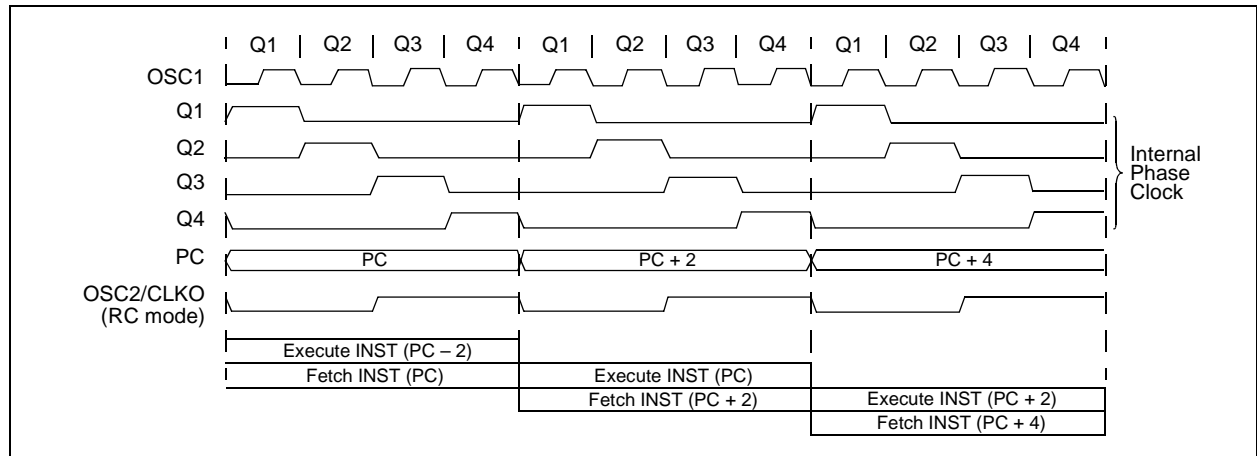 Q1 Q2 Q3 Q4 Q1 Q2 Q3 Q4 Q1 Q2 Q3 Q4
OSC1
Q1
Q2
Q3
Q4
Internal
Phase
Clock
PC PC PC + 2 PC + 4
OSC2/CLKO
(RC mode)
Execute INST (PC – 2)
Fetch INST (PC) Execute INST (PC)
Fetch INST (PC + 2) Execute INST (PC + 2)
Fetch INST (PC + 4)